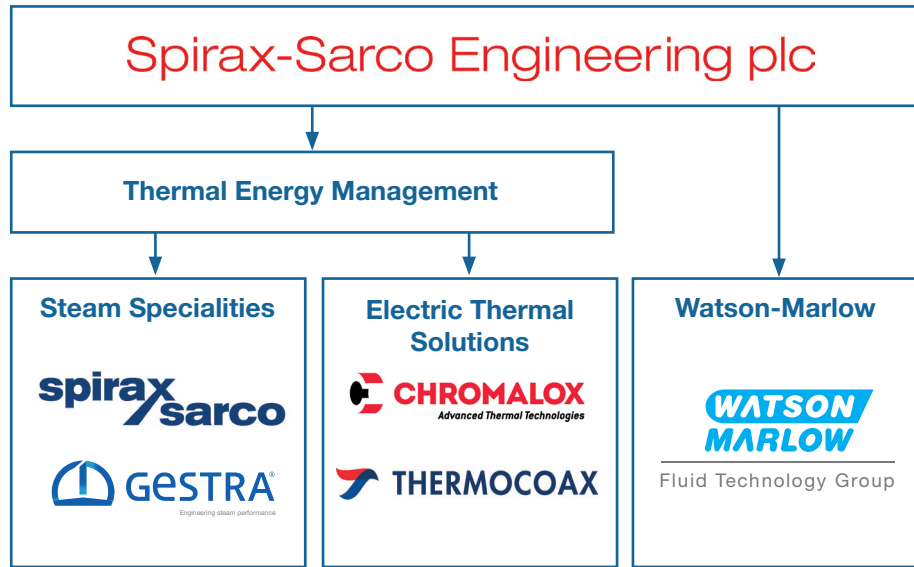 Spirax-Sarco Engineering plc
Thermal Energy Management
Steam Specialities
spirax
sarco
GESTRA®
Engineering steam performance
Electric Thermal
Solutions
CHROMALOX
Advanced Thermal Technologies
THERMOCOAX
Watson-Marlow
WATSON
MARLOW
Fluid Technology Group